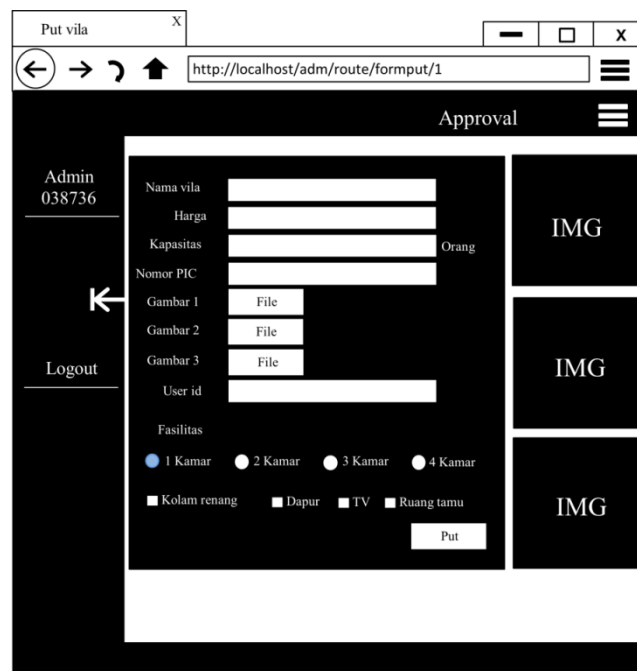 Put vila
X
X
http://localhost/adm/route/formput/1
Approval
Admin
038736
Logout
Nama vila
Harga
Kapasitas
Orang
Nomor PIC
Gambar 1
File
Gambar 2
File
Gambar 3
File
User id
Fasilitas
1 Kamar
2 Kamar
3 Kamar
4 Kamar
Kolam renang
Dapur
TV
Ruang tamu
Put
IMG
IMG
IMG